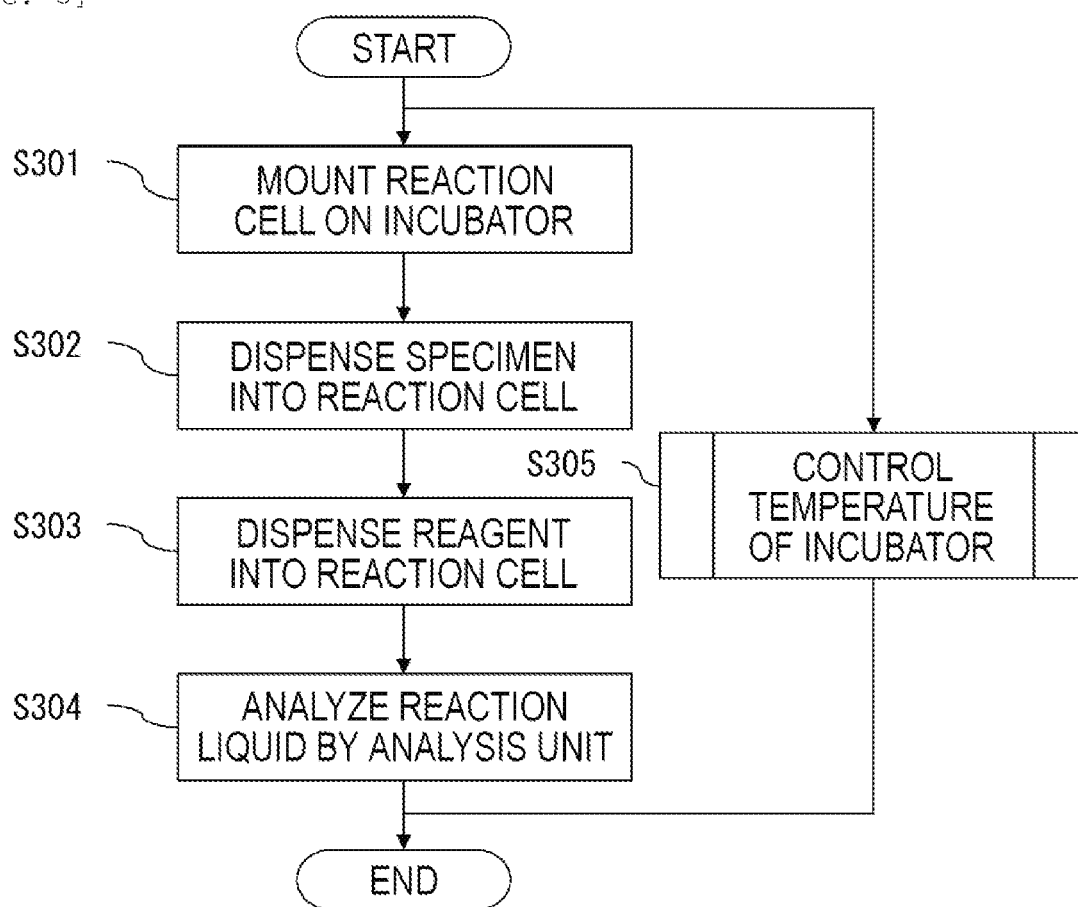 START
S301
MOUNT REACTION
CELL ON INCUBATOR
S302
DISPENSE SPECIMEN
INTO REACTION CELL
S305
CONTROL
TEMPERATURE
OF INCUBATOR
S303
DISPENSE REAGENT
INTO REACTION CELL
S304
ANALYZE REACTION
LIQUID BY ANALYSIS UNIT
END